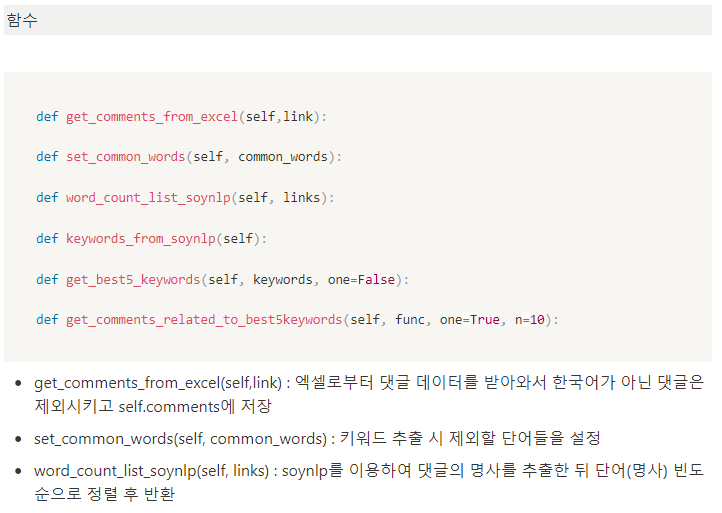 함수
def get_comments_from_excel(self,link):
def set_common_words(self, common_words):
def word_count_list_soynlp(self, links):
def keywords_from_soynlp(self):
def get_best5_keywords(self, keywords, one=False):
def get_comments_related_to_best5keywords(self, func, one=True, n=10):
• get_comments_from_excel(self,link) : 엑셀로부터 댓글 데이터를 받아와서 한국어가 아닌 댓글은
제외시키고 self.comments에 저장
• set_common_words(self, common_words) : 키워드 추출 시 제외할 단어들을 설정
• word_count_list_soynlp(self, links) : soynlp를 이용하여 댓글의 명사를 추출한 뒤 단어(명사) 빈도
순으로 정렬 후 반환